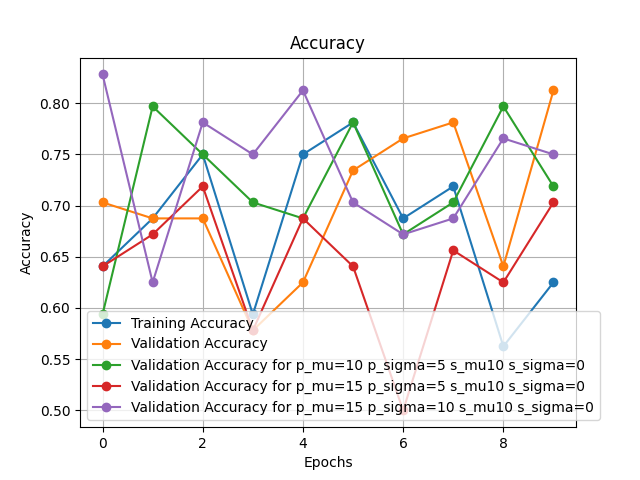 Accuracy
0.80
0.75
0.70
0.65
0.60
0.55
0.50
Accuracy
Training Accuracy
Validation Accuracy
Validation Accuracy for p_mu=10 p_sigma=5 s_mu10 s_sigma=0
Validation Accuracy for p_mu=15 p_sigma=5 s_mu10 s_sigma=0
Validation Accuracy for p_mu=15 p_sigma=10 s_mu10 s_sigma=0
0 2 4 6 8
Epochs